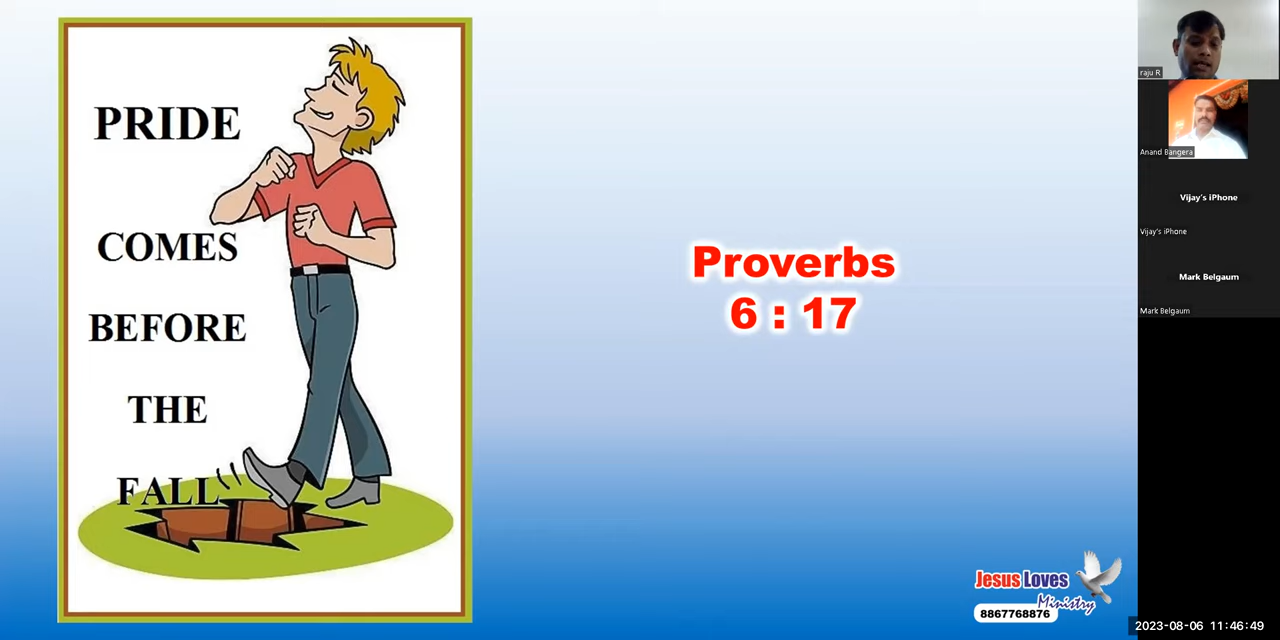 PRIDE
COMES
BEFORE
THE
FALL
Proverbs
6 : 17
Jesus Loves
Ministry
8867768876
raju R
Anand Bangera
Vijay's iPhone
Vijay's iPhone
Mark Belgaum
Mark Belgaum
2023-08-06 11:46:49